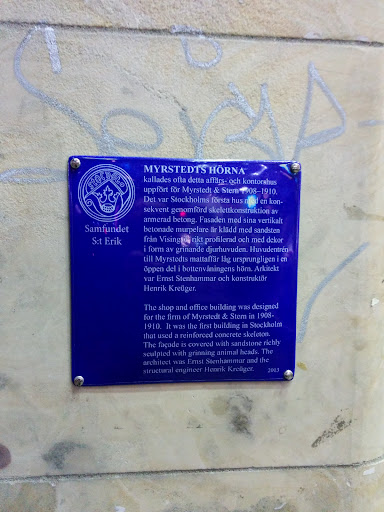 MYRSTEDTS HÖRNA
kallades ofta detta affärs- och kontorshus
uppfört för Myrstedt & Stern 1908–1910.
Det var Stockholms första hus med en kon-
sekvent genomförd skelettkonstruktion av
armerad betong. Fasaden med sina vertikalt
betonade murpelare är klädd med sandsten
från Visingsö, rikt profilerad och med dekor
i form av grinande djurhuvuden. Huvudentrén
till Myrstedts mattaffär låg ursprungligen i en
öppen del i bottenvåningens hörn. Arkitekt
var Ernst Stenhammar och konstruktör
Henrik Kreüger.
Samfundet
S:t Erik
The shop and office building was designed
for the firm of Myrstedt & Stern in 1908-
1910. It was the first building in Stockholm
that used a reinforced concrete skeleton.
The façade is covered with sandstone richly
sculpted with grinning animal heads. The
architect was Ernst Stenhammar and the
structural engineer Henrik Kreüger. 2013